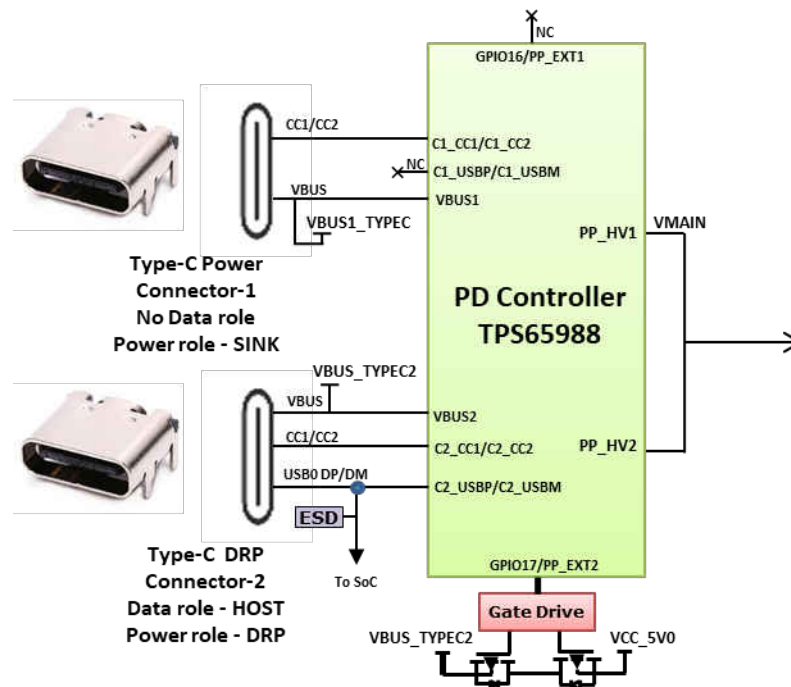 NC
GPIO16/PP_EXT1
CC1/CC2
C1_CC1/C1_CC2
NC
C1_USBP/C1_USBM
VBUS
VBUS1
VBUS1_TYPEC
PP_HV1
VMAIN
Type-C Power
Connector-1
No Data role
Power role - SINK
PD Controller
TPS65988
VBUS_TYPEC2
VBUS
VBUS2
CC1/CC2
C2_CC1/C2_CC2
PP_HV2
USB0 DP/DM
C2_USBP/C2_USBM
ESD
To SoC
Type-C DRP
Connector-2
Data role - HOST
Power role - DRP
GPIO17/PP_EXT2
Gate Drive
VBUS_TYPEC2
VCC_5V0